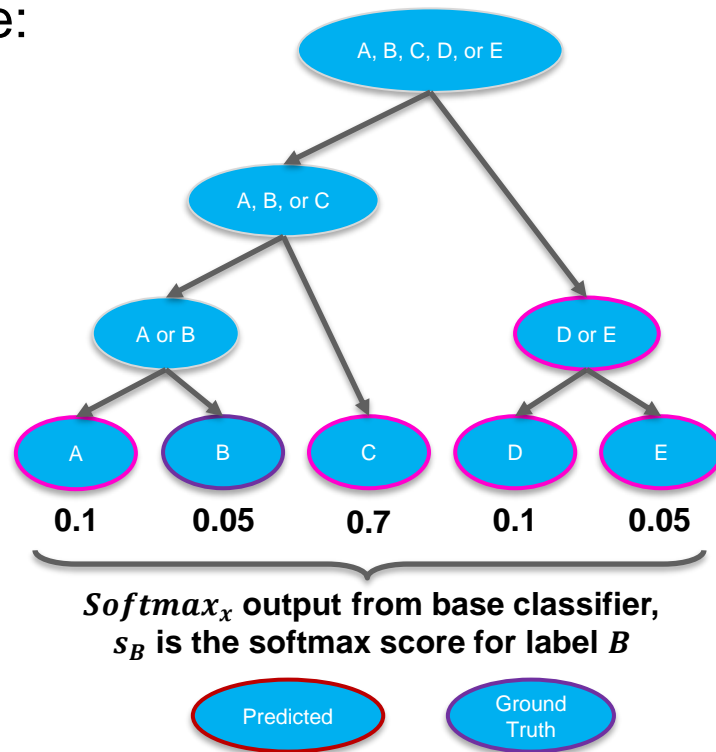 e:
A, B, C, D, or E
A, B, or C
A or B
D or E
A
B
C
D
E
0.1
0.05
0.7
0.1
0.05
Softmaxₓ output from base classifier,
s_B is the softmax score for label B
Predicted
Ground
Truth